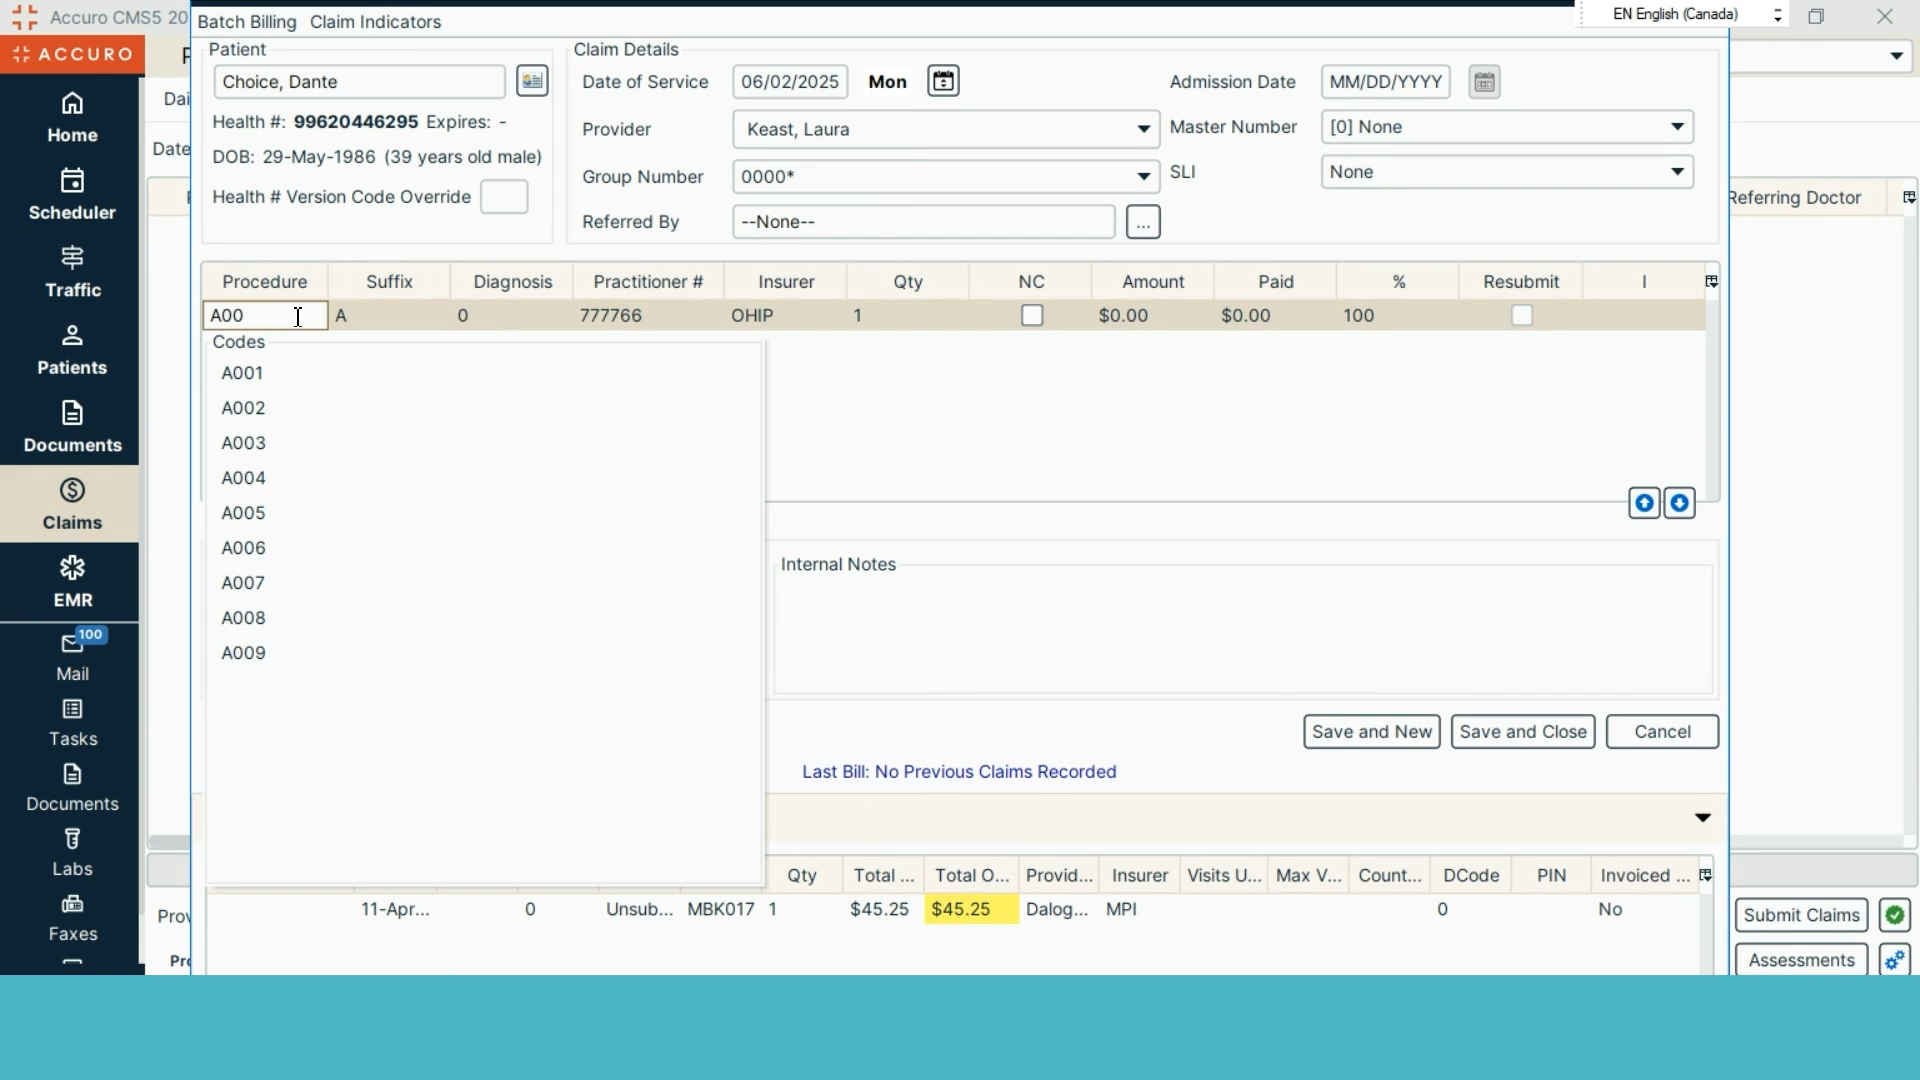 Accuro CMS5 20
Batch Billing Claim Indicators
EN English (Canada)
ACCURO
Home
Scheduler
Traffic
Patients
Documents
Claims
EMR
100
Mail
Tasks
Documents
Labs
Faxes
Dai
Date
Patient
Choice, Dante
Health #: 99620446295 Expires: -
DOB: 29-May-1986 (39 years old male)
Health # Version Code Override
Claim Details
Date of Service 06/02/2025 Mon
Provider Keast, Laura
Group Number 0000*
Referred By --None-- ...
Admission Date MM/DD/YYYY
Master Number [0] None
SLI None
Referring Doctor
Procedure Suffix Diagnosis Practitioner # Insurer Qty NC Amount Paid % Resubmit I
A00 A 0 777766 OHIP 1 $0.00 $0.00 100
Codes
A001
A002
A003
A004
A005
A006
A007
A008
A009
Internal Notes
Save and New Save and Close Cancel
Last Bill: No Previous Claims Recorded
Qty Total ... Total O... Provid... Insurer Visits U... Max V... Count... DCode PIN Invoiced ...
11-Apr... 0 Unsub... MBK017 1 $45.25 $45.25 Dalog... MPI 0 No
Prov
Pro
Submit Claims
Assessments